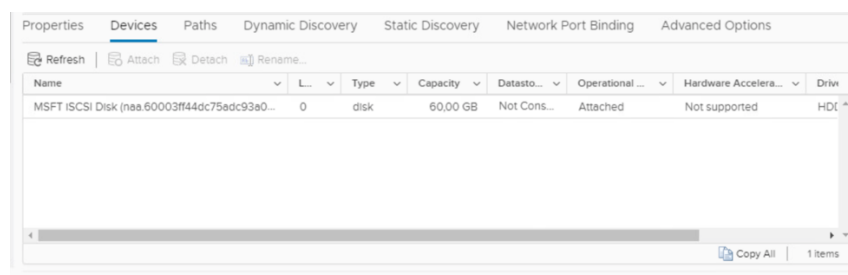 Properties Devices Paths Dynamic Discovery Static Discovery Network Port Binding Advanced Options
Refresh Attach Detach Rename...
Name L... Type Capacity Datasto... Operational ... Hardware Accelera... Drive
MSFT iSCSI Disk (naa.60003ff44dc75adc93a0... 0 disk 60,00 GB Not Cons... Attached Not supported HDD
Copy All 1 items